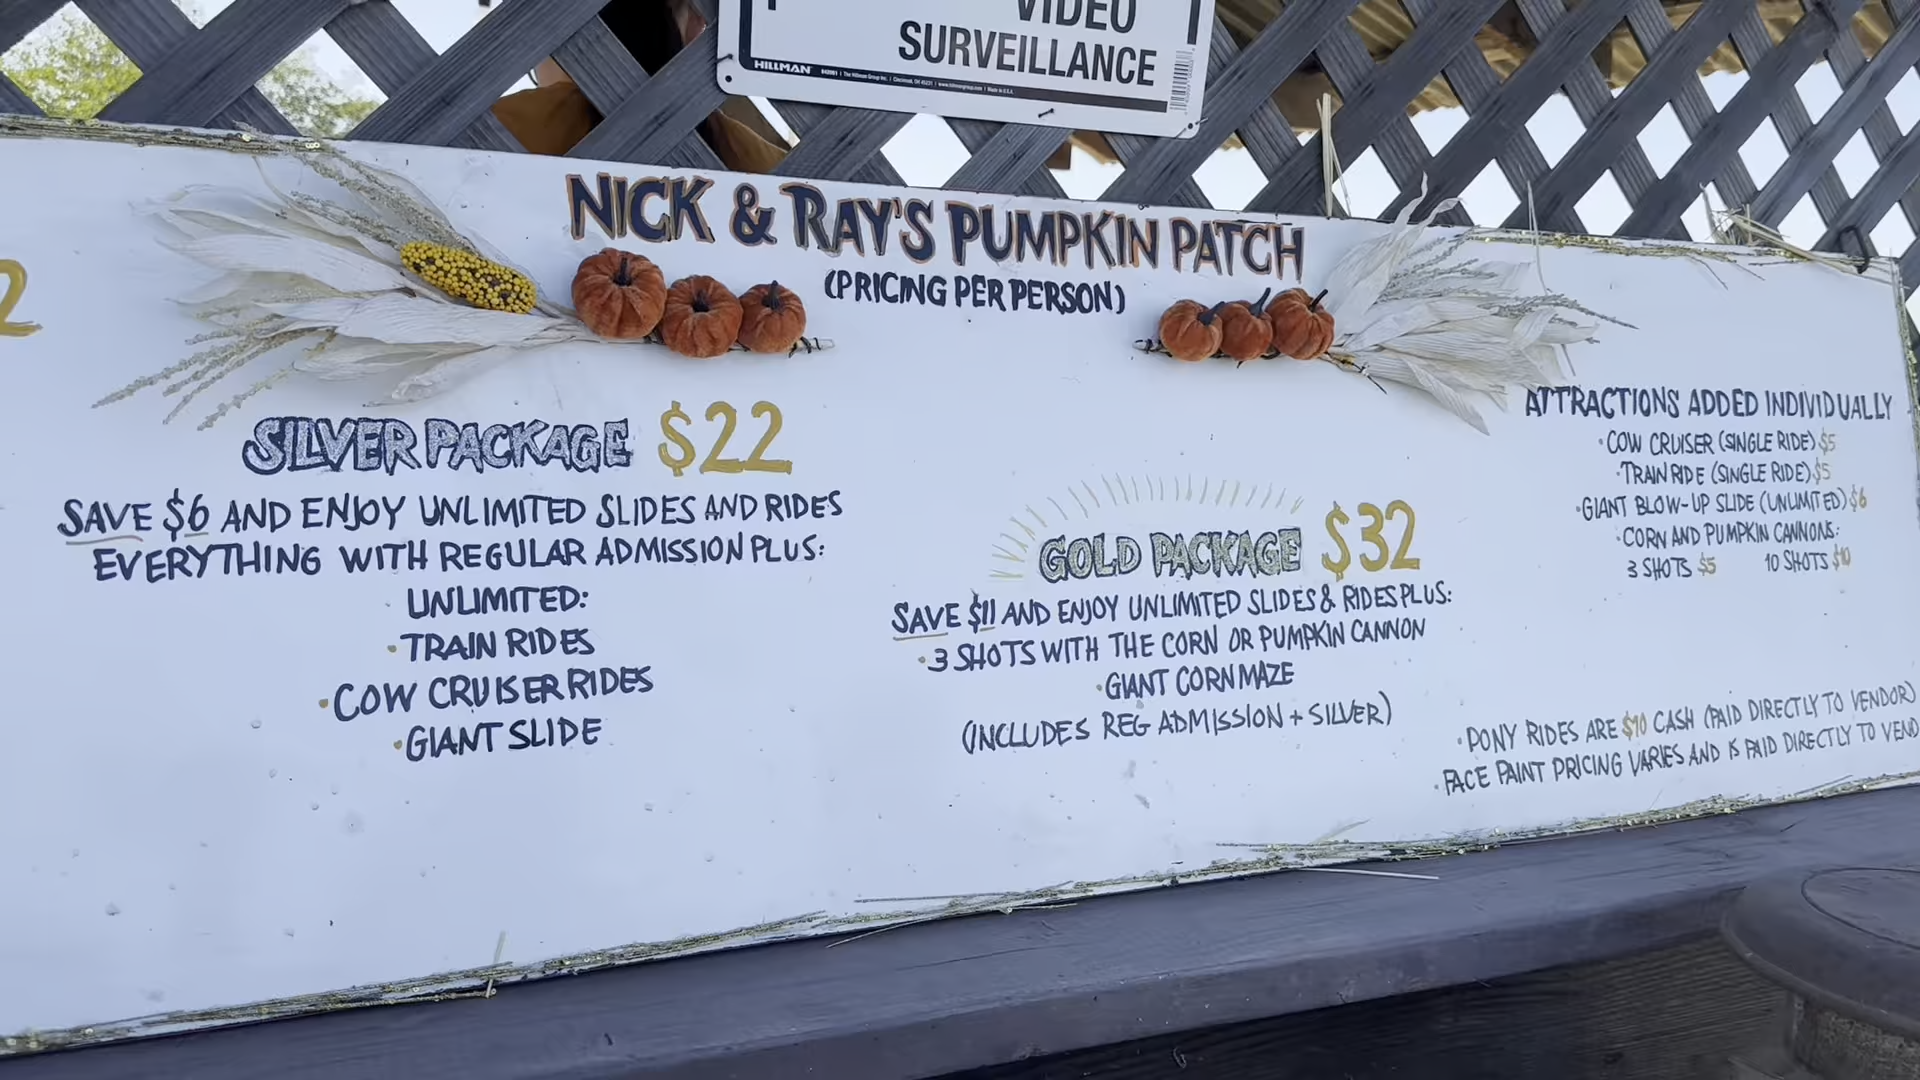 VIDEO
SURVEILLANCE
HILLMAN
2
NICK & RAY'S PUMPKIN PATCH
(PRICING PER PERSON)
SILVER PACKAGE $22
SAVE $6 AND ENJOY UNLIMITED SLIDES AND RIDES
EVERYTHING WITH REGULAR ADMISSION PLUS:
UNLIMITED:
·TRAIN RIDES
·COW CRUISER RIDES
·GIANT SLIDE
GOLD PACKAGE $32
SAVE $11 AND ENJOY UNLIMITED SLIDES & RIDES PLUS:
·3 SHOTS WITH THE CORN OR PUMPKIN CANNON
·GIANT CORN MAZE
(INCLUDES REG ADMISSION + SILVER)
ATTRACTIONS ADDED INDIVIDUALLY
·COW CRUISER (SINGLE RIDE) $5
·TRAIN RIDE (SINGLE RIDE) $5
·GIANT BLOW-UP SLIDE (UNLIMITED) $6
·CORN AND PUMPKIN CANNONS:
3 SHOTS $5 10 SHOTS $10
·PONY RIDES ARE $10 CASH (PAID DIRECTLY TO VENDOR)
·FACE PAINT PRICING VARIES AND IS PAID DIRECTLY TO VEND